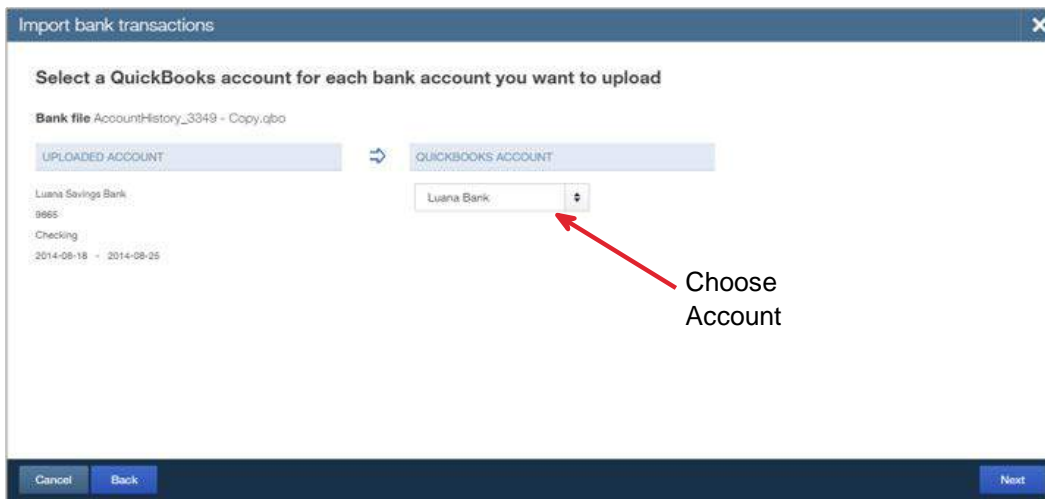 Import bank transactions
Select a QuickBooks account for each bank account you want to upload
Bank file AccountHistory_3349 - Copy.qbo
UPLOADED ACCOUNT
QUICKBOOKS ACCOUNT
Luana Savings Bank
Luana Bank
9865
Checking
2014-08-18 - 2014-08-25
Choose
Account
Cancel
Back
Next